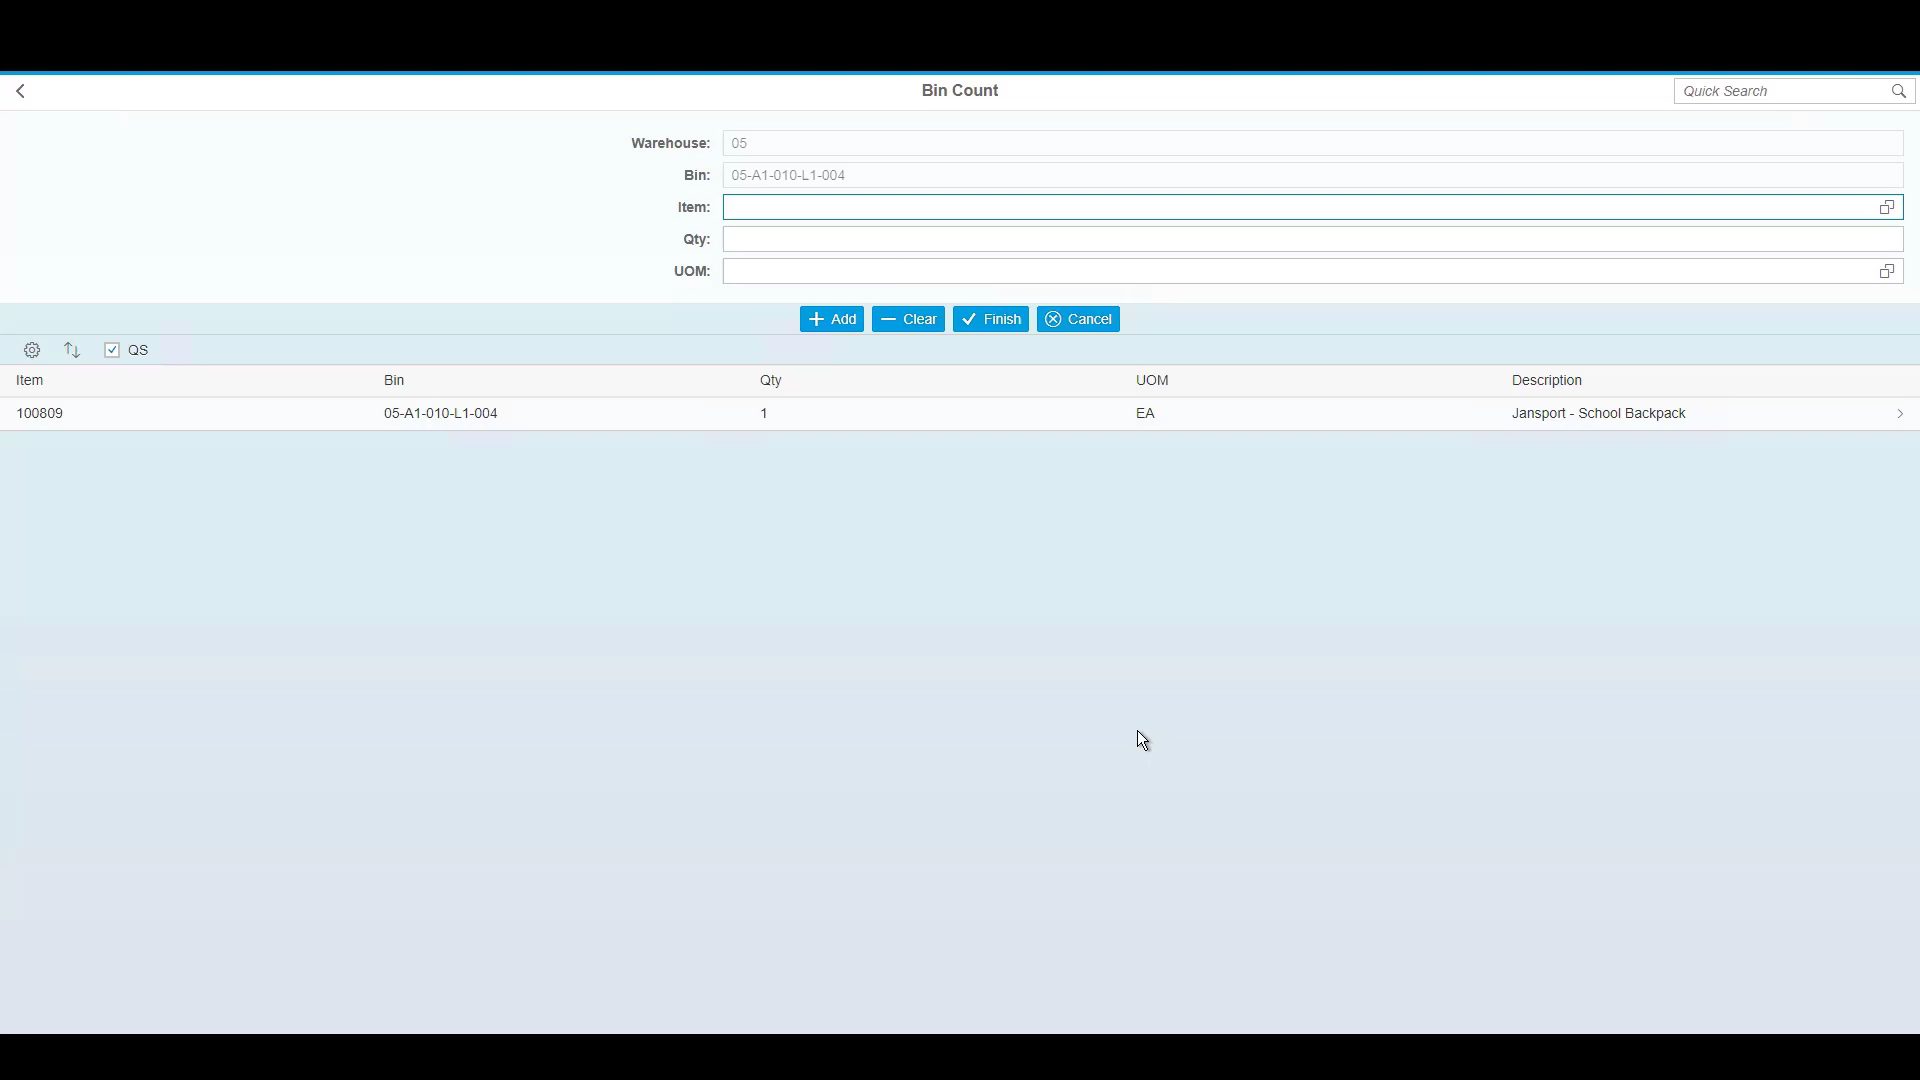 Bin Count
Quick Search
Warehouse: 05
Bin: 05-A1-010-L1-004
Item:
Qty:
UOM:
Add Clear Finish Cancel
QS
Item Bin Qty UOM Description
100809 05-A1-010-L1-004 1 EA Jansport - School Backpack